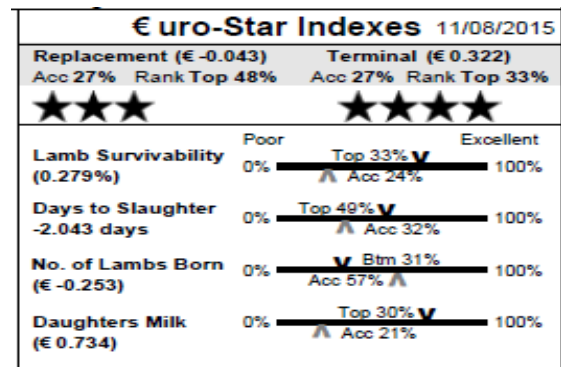 €uro-Star Indexes 11/08/2015
Replacement (€ -0.043) Terminal (€ 0.322)
Acc 27% Rank Top 48% Acc 27% Rank Top 33%
★★★ ★★★★
Poor Excellent
Lamb Survivability 0% Top 33% 100%
(0.279%) Acc 24%
Days to Slaughter 0% Top 49% 100%
-2.043 days Acc 32%
No. of Lambs Born 0% Btm 31% 100%
(€ -0.253) Acc 57%
Daughters Milk 0% Top 30% 100%
(€ 0.734) Acc 21%